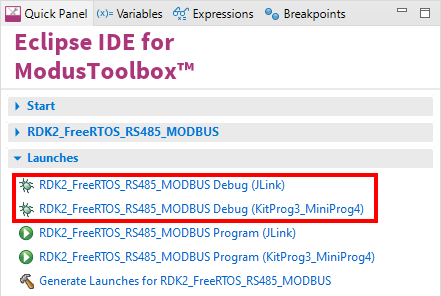 Quick Panel (x)= Variables Expressions Breakpoints
Eclipse IDE for
ModusToolbox™
Start
RDK2_FreeRTOS_RS485_MODBUS
Launches
RDK2_FreeRTOS_RS485_MODBUS Debug (JLink)
RDK2_FreeRTOS_RS485_MODBUS Debug (KitProg3_MiniProg4)
RDK2_FreeRTOS_RS485_MODBUS Program (JLink)
RDK2_FreeRTOS_RS485_MODBUS Program (KitProg3_MiniProg4)
Generate Launches for RDK2_FreeRTOS_RS485_MODBUS